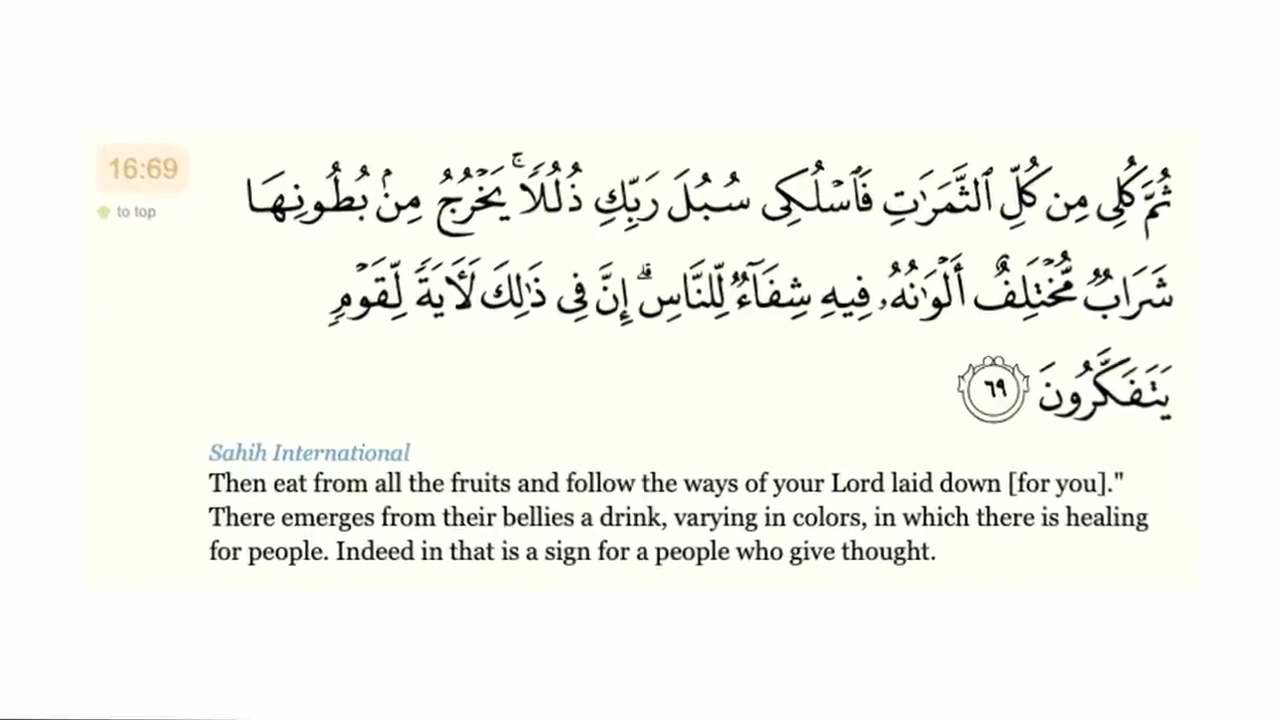 16:69
to top
ثُمَّ كُلِى مِن كُلِّ ٱلثَّمَرَٰتِ فَٱسْلُكِى سُبُلَ رَبِّكِ ذُلُلًا ۚ يَخْرُجُ مِنۢ بُطُونِهَا
شَرَابٌ مُّخْتَلِفٌ أَلْوَٰنُهُۥ فِيهِ شِفَآءٌ لِّلنَّاسِ ۗ إِنَّ فِى ذَٰلِكَ لَـَٔايَةً لِّقَوْمٍ
يَتَفَكَّرُونَ ٦٩
Sahih International
Then eat from all the fruits and follow the ways of your Lord laid down [for you]."
There emerges from their bellies a drink, varying in colors, in which there is healing
for people. Indeed in that is a sign for a people who give thought.